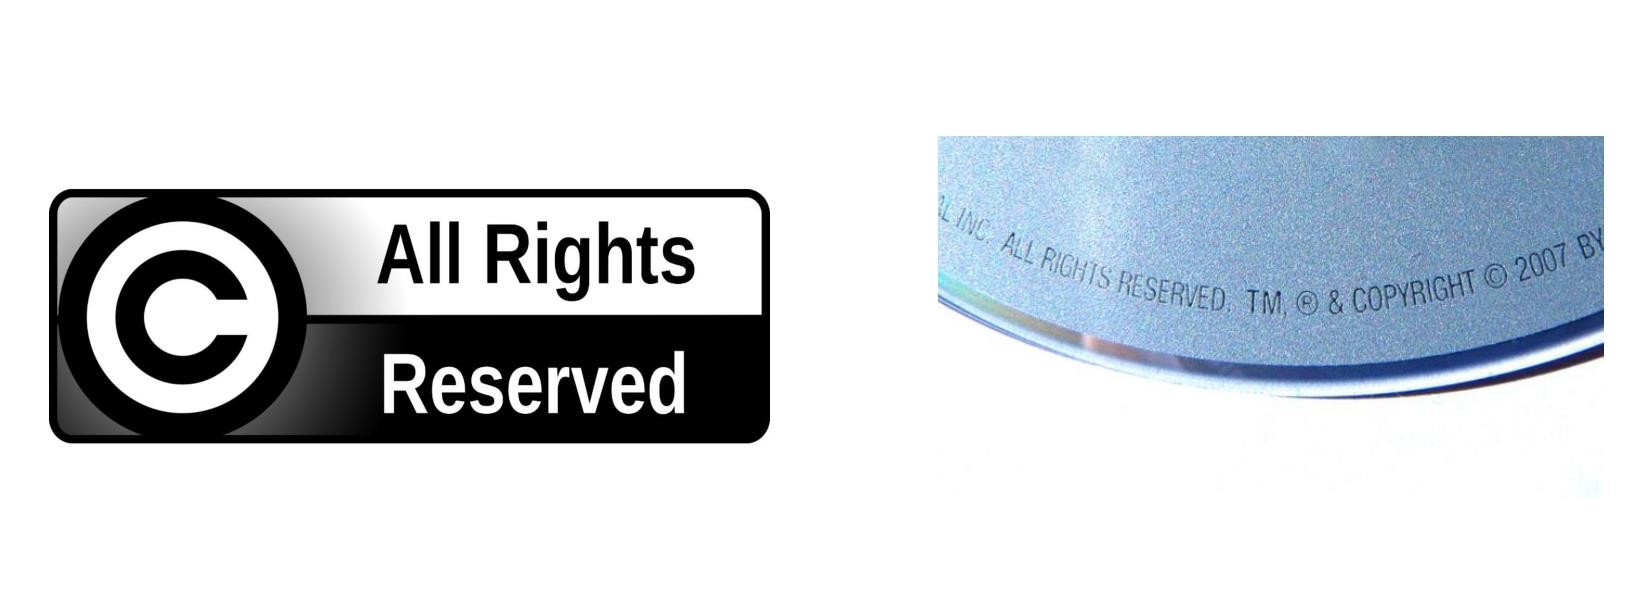 ©
All Rights
Reserved
INC. ALL RIGHTS RESERVED. TM, ® & COPYRIGHT © 2007 BY